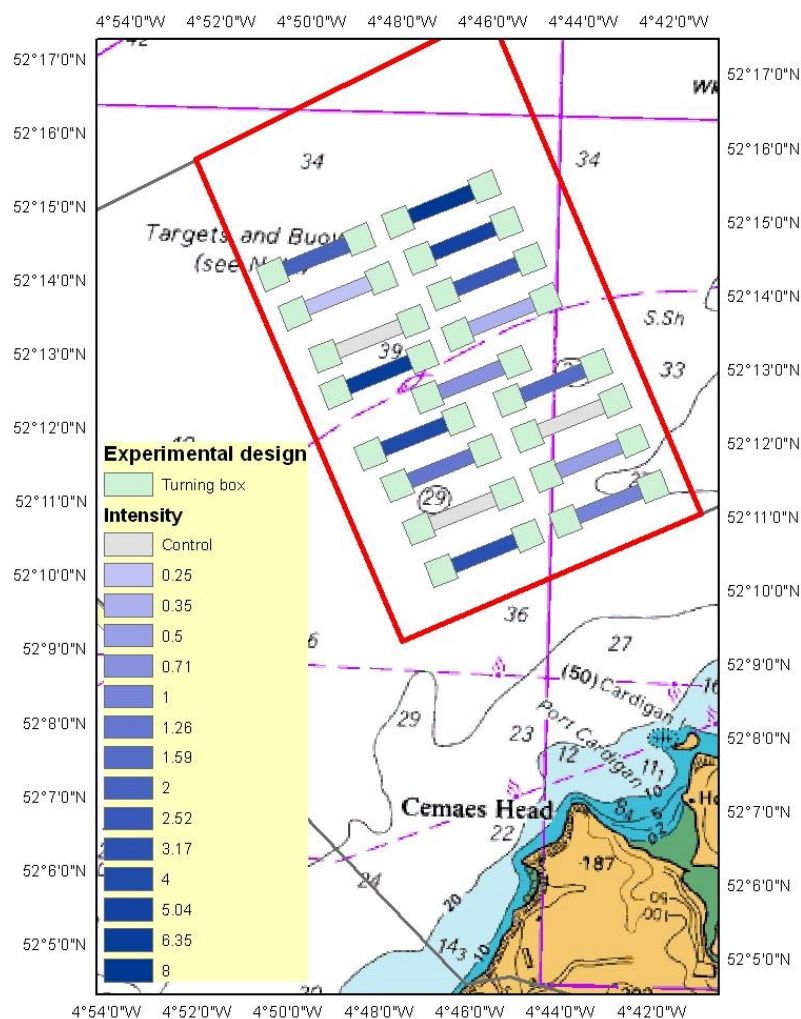 4°54'0"W 4°52'0"W 4°50'0"W 4°48'0"W 4°46'0"W 4°44'0"W 4°42'0"W
52°17'0"N
52°16'0"N
52°15'0"N
52°14'0"N
52°13'0"N
52°12'0"N
52°11'0"N
52°10'0"N
52°9'0"N
52°8'0"N
52°7'0"N
52°6'0"N
52°5'0"N
42
34
34
Targets and Buoy
(see
39
S.Sh
33
29
36
27
29
(50) Cardigan
Port Cardigan
16
23
12
11₁
10
Cemaes Head
22
187
24
20
14₃
10
Experimental design
Turning box
Intensity
Control
0.25
0.35
0.5
0.71
1
1.26
1.59
2
2.52
3.17
4
5.04
6.35
8
52°17'0"N
52°16'0"N
52°15'0"N
52°14'0"N
52°13'0"N
52°12'0"N
52°11'0"N
52°10'0"N
52°9'0"N
52°8'0"N
52°7'0"N
52°6'0"N
52°5'0"N
4°54'0"W 4°52'0"W 4°50'0"W 4°48'0"W 4°46'0"W 4°44'0"W 4°42'0"W